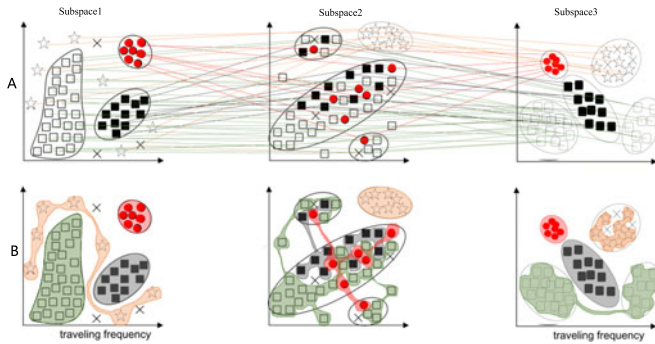 Subspace1
Subspace2
Subspace3
A
B
traveling frequency
traveling frequency